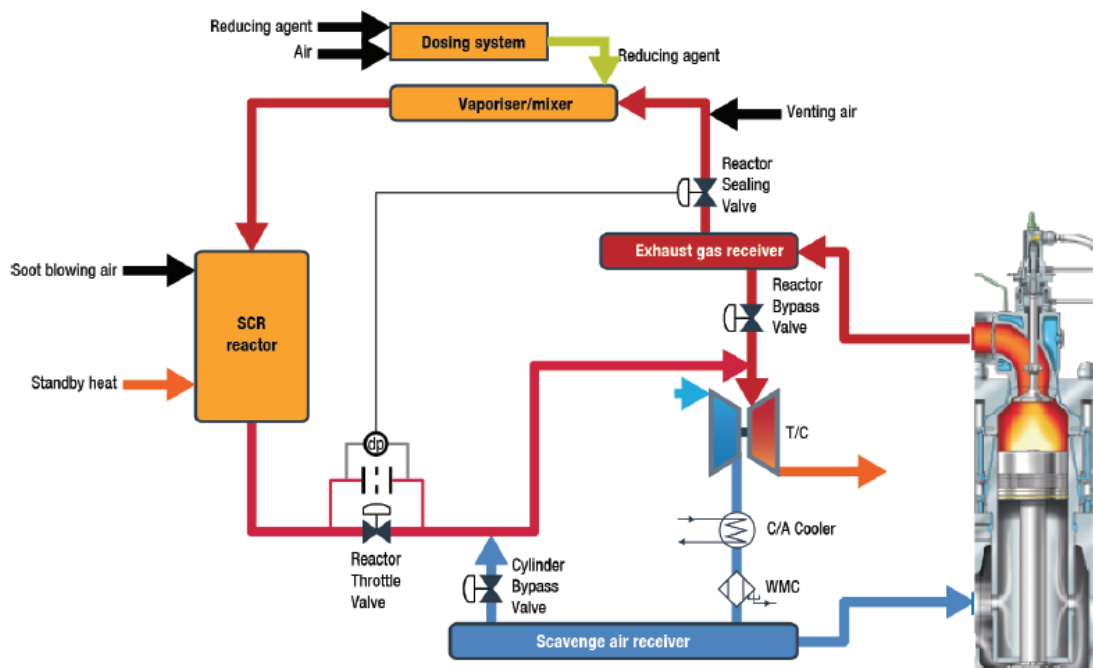 Reducing agent
Air
Dosing system
Reducing agent
Vaporiser/mixer
Venting air
Reactor
Sealing
Valve
Exhaust gas receiver
Soot blowing air
SCR
reactor
Reactor
Bypass
Valve
Standby heat
T/C
dp
C/A Cooler
Reactor
Throttle
Valve
Cylinder
Bypass
Valve
WMC
Scavenge air receiver